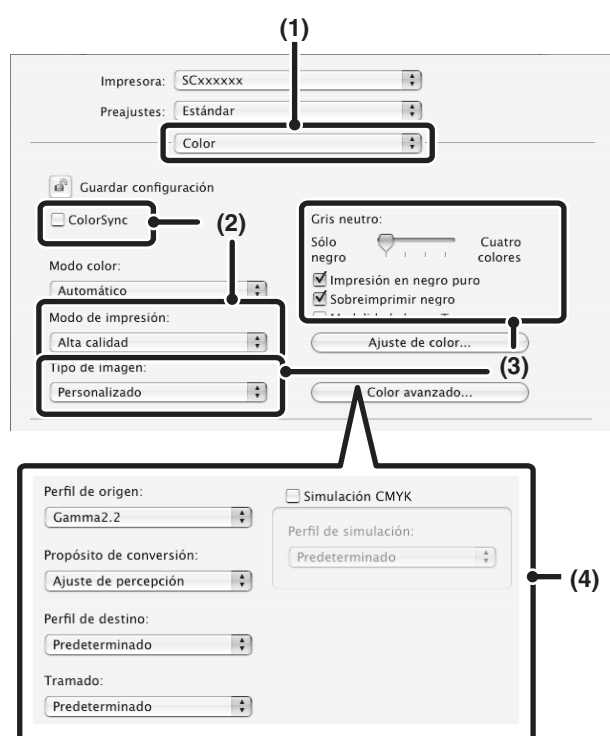 (1)
Impresora: SCxxxxxx
Preajustes: Estándar
Color
Guardar configuración
ColorSync
(2)
Modo color:
Automático
Modo de impresión:
Alta calidad
Tipo de imagen:
Personalizado
Gris neutro:
Sólo negro
Cuatro colores
Impresión en negro puro
Sobreimprimir negro
Ajuste de color...
(3)
Color avanzado...
Perfil de origen:
Gamma2.2
Propósito de conversión:
Ajuste de percepción
Perfil de destino:
Predeterminado
Tramado:
Predeterminado
Simulación CMYK
Perfil de simulación:
Predeterminado
(4)